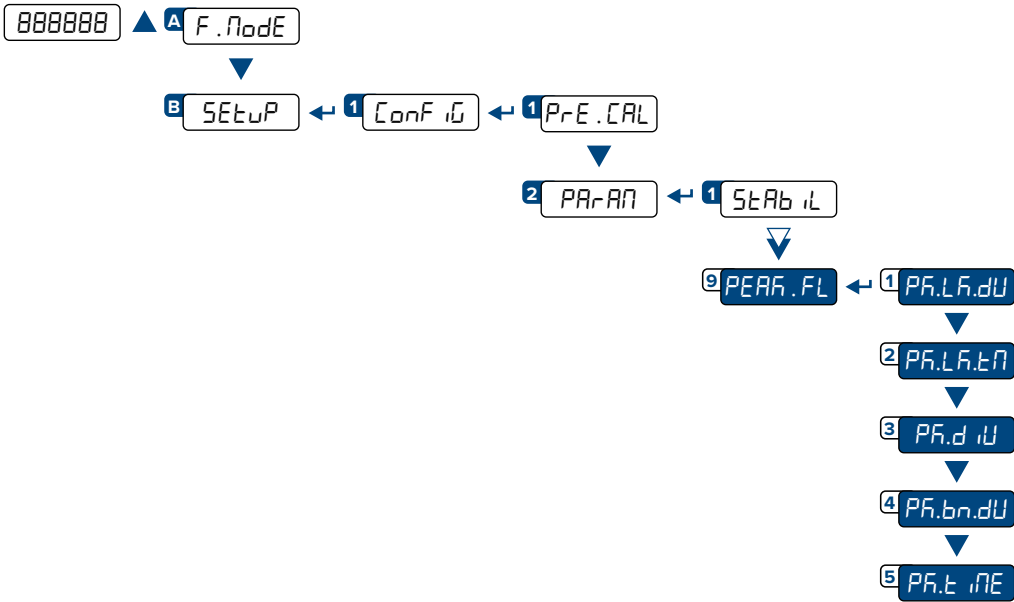 888888 A F.ModE
B SEtuP 1 ConFiG 1 PrE.CAL
2 PArAM 1 StAbiL
9 PEAK.FL 1 PK.LK.dV
2 PK.LK.tM
3 PK.diV
4 PK.bn.dV
5 PK.tiME